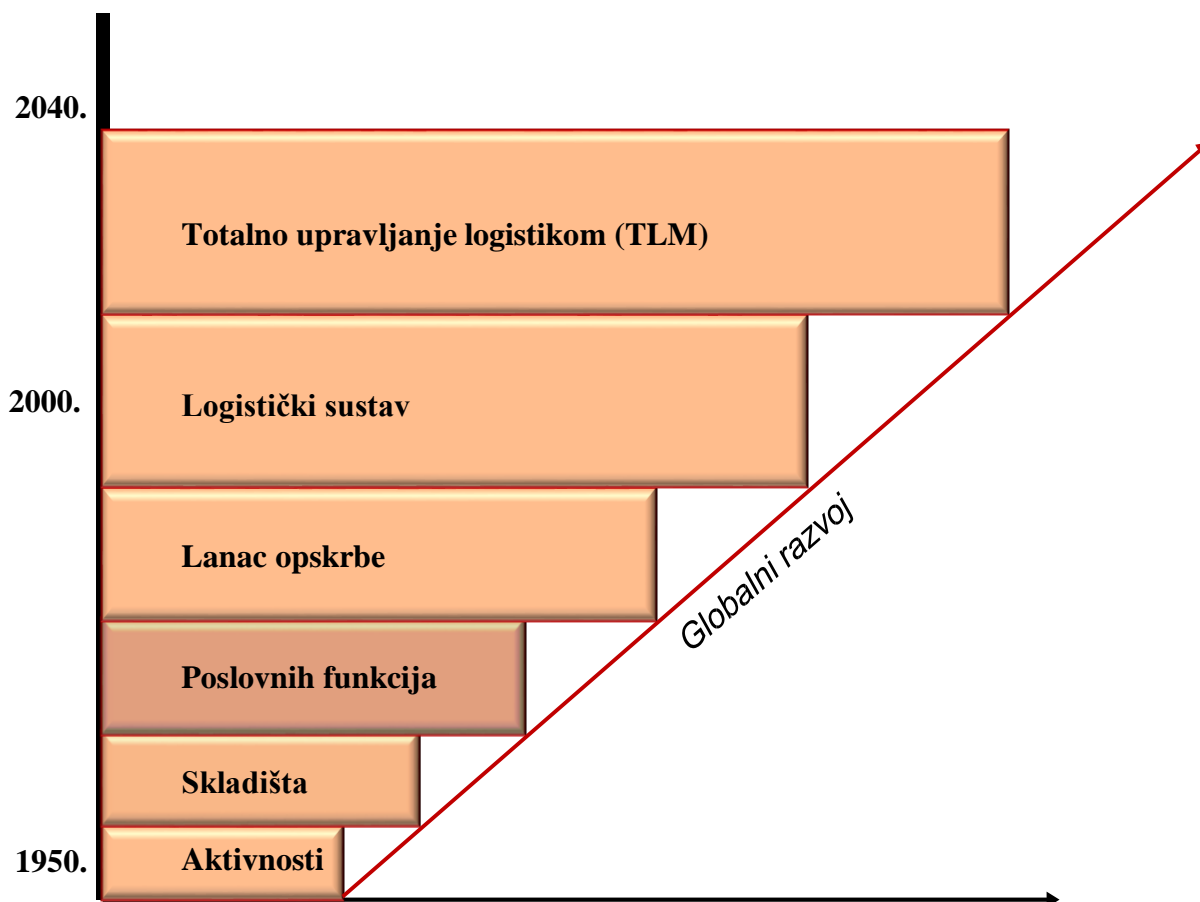 2040.
Totalno upravljanje logistikom (TLM)
2000.
Logistički sustav
Lanac opskrbe
Globalni razvoj
Poslovnih funkcija
Skladišta
1950.
Aktivnosti